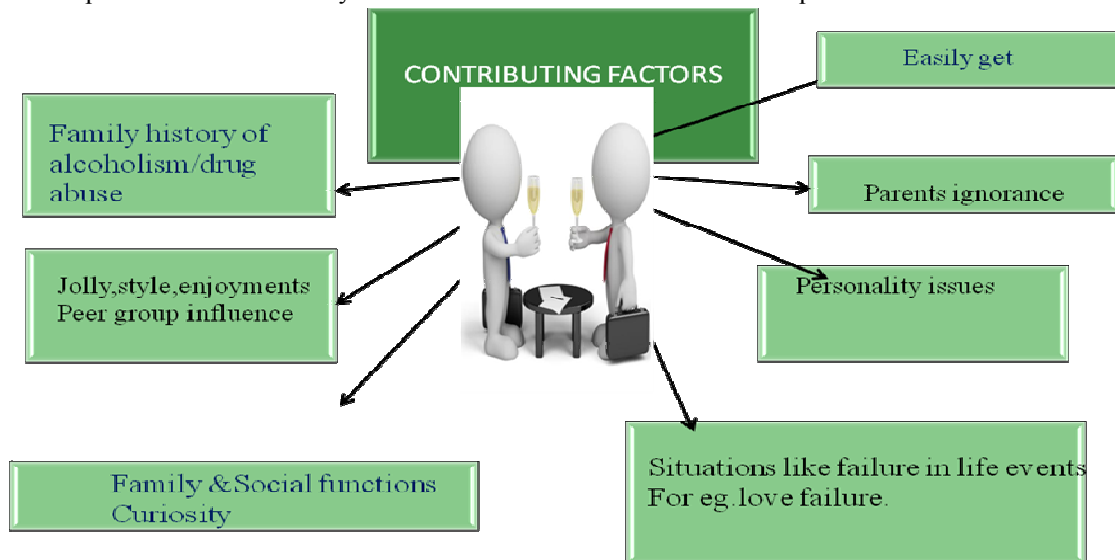 CONTRIBUTING FACTORS
Easily get
Family history of
alcoholism/drug
abuse
Parents ignorance
Jolly,style,enjoyments
Peer group influence
Personality issues
Family &Social functions
Curiosity
Situations like failure in life events
For eg.love failure.